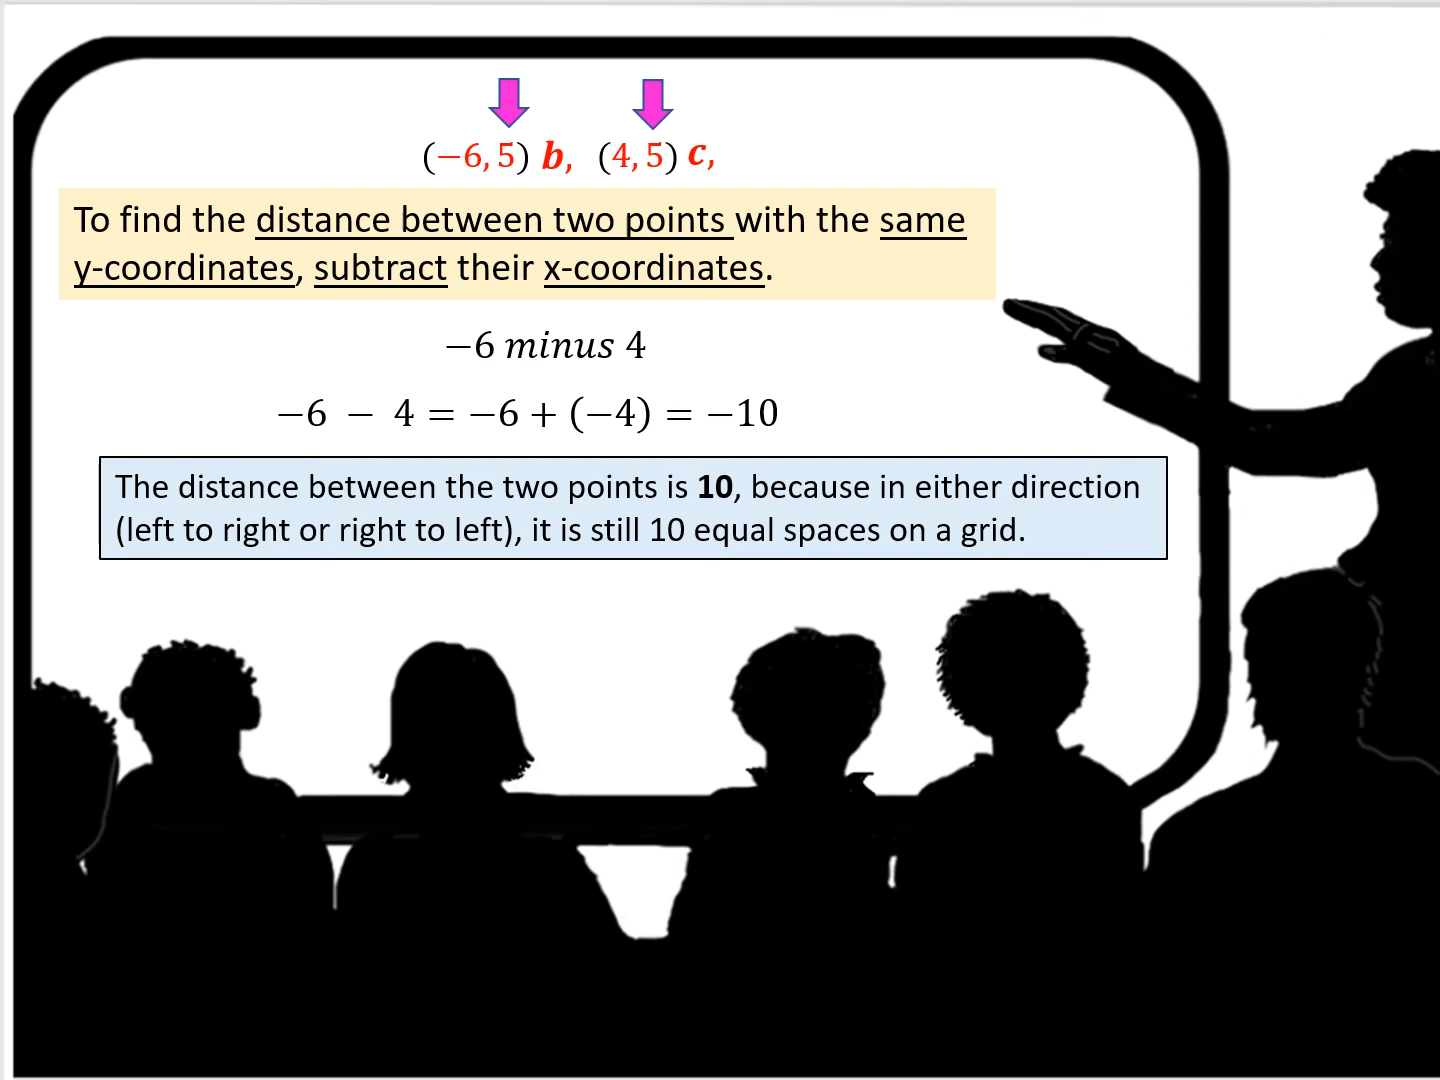 (−6, 5) b, (4, 5) c,
To find the distance between two points with the same
y-coordinates, subtract their x-coordinates.
−6 minus 4
−6 − 4 = −6 + (−4) = −10
The distance between the two points is 10, because in either direction
(left to right or right to left), it is still 10 equal spaces on a grid.